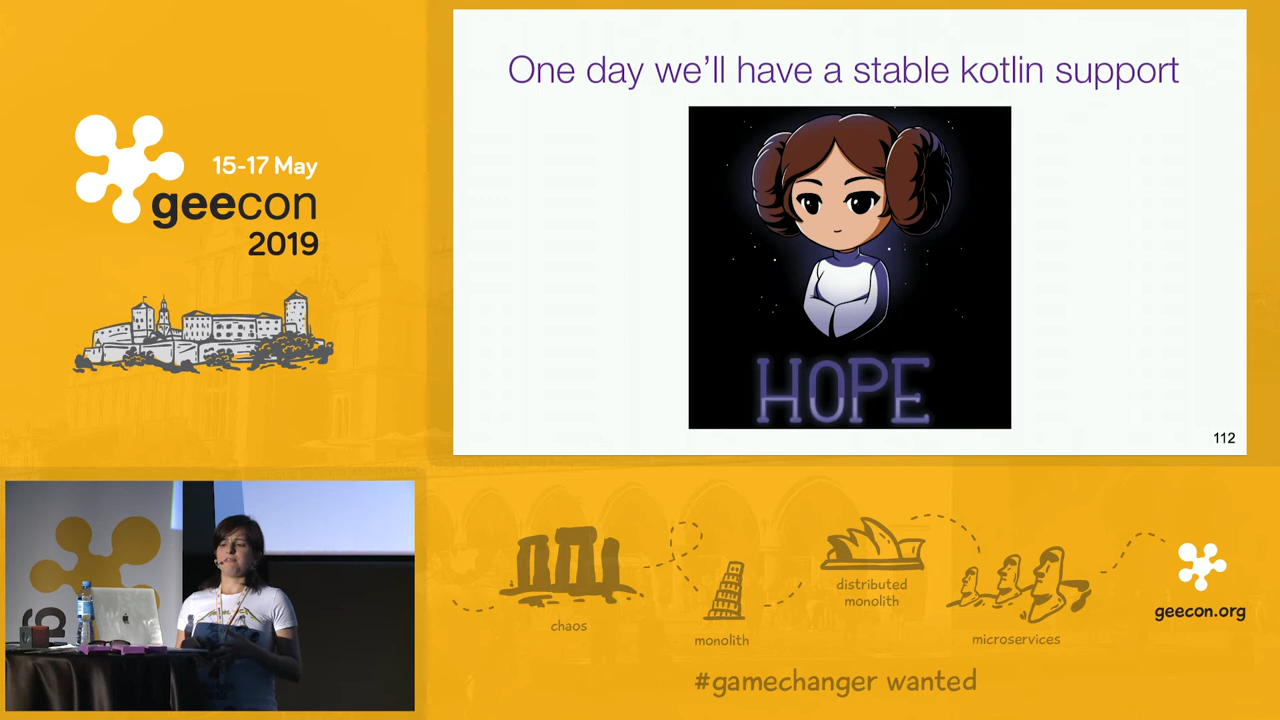 15-17 May
geecon
2019
One day we'll have a stable kotlin support
HOPE
112
chaos
monolith
distributed
monolith
microservices
geecon.org
#gamechanger wanted